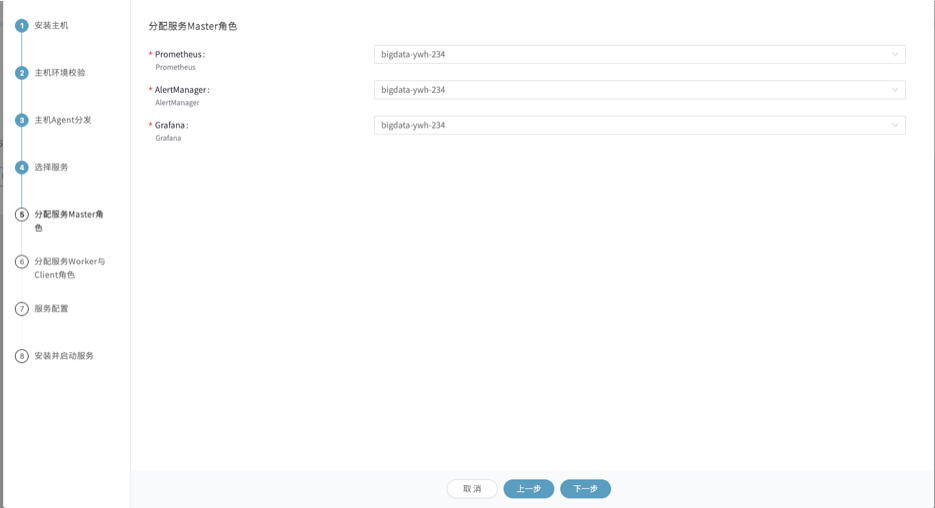 1 安装主机
2 主机环境校验
3 主机Agent分发
4 选择服务
5 分配服务Master角
色
6 分配服务Worker与
Client角色
7 服务配置
8 安装并启动服务
分配服务Master角色
* Prometheus: bigdata-ywh-234
Prometheus
* AlertManager: bigdata-ywh-234
AlertManager
* Grafana: bigdata-ywh-234
Grafana
取消 上一步 下一步